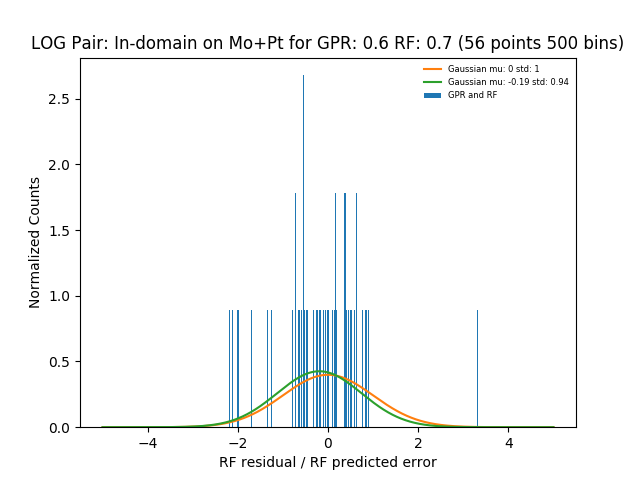 LOG Pair: In-domain on Mo+Pt for GPR: 0.6 RF: 0.7 (56 points 500 bins)
Gaussian mu: 0 std: 1
Gaussian mu: -0.19 std: 0.94
GPR and RF
Normalized Counts
2.5
2.0
1.5
1.0
0.5
0.0
−4 −2 0 2 4
RF residual / RF predicted error